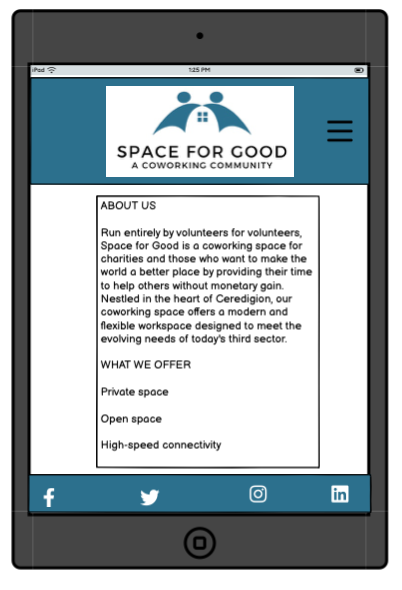 iPad 1:25 PM
SPACE FOR GOOD
A COWORKING COMMUNITY
ABOUT US
Run entirely by volunteers for volunteers,
Space for Good is a coworking space for
charities and those who want to make the
world a better place by providing their time
to help others without monetary gain.
Nestled in the heart of Ceredigion, our
coworking space offers a modern and
flexible workspace designed to meet the
evolving needs of today's third sector.
WHAT WE OFFER
Private space
Open space
High-speed connectivity
f in